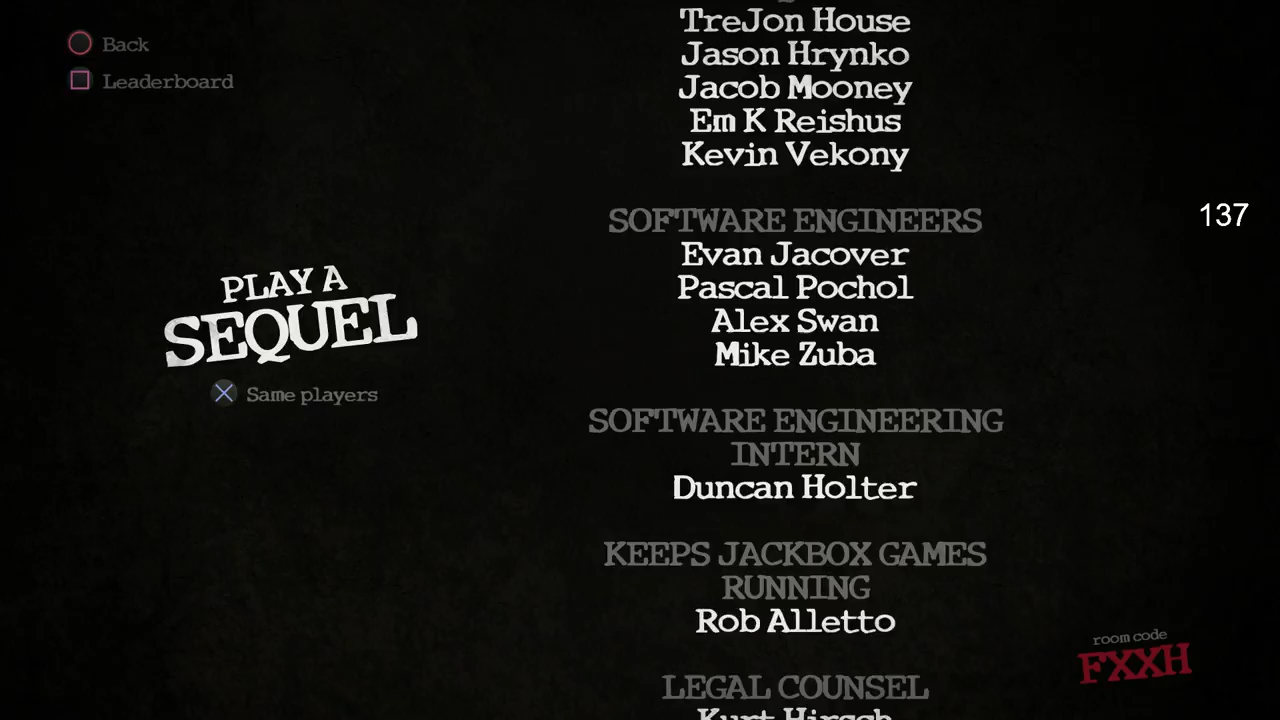 Back
Leaderboard
TreJon House
Jason Hrynko
Jacob Mooney
Em K Reishus
Kevin Vekony
137
SOFTWARE ENGINEERS
Evan Jacover
Pascal Pochol
Alex Swan
Mike Zuba
PLAY A
SEQUEL
Same players
SOFTWARE ENGINEERING
INTERN
Duncan Holter
KEEPS JACKBOX GAMES
RUNNING
Rob Alletto
room code
FXXH
LEGAL COUNSEL
Kurt Hirsch